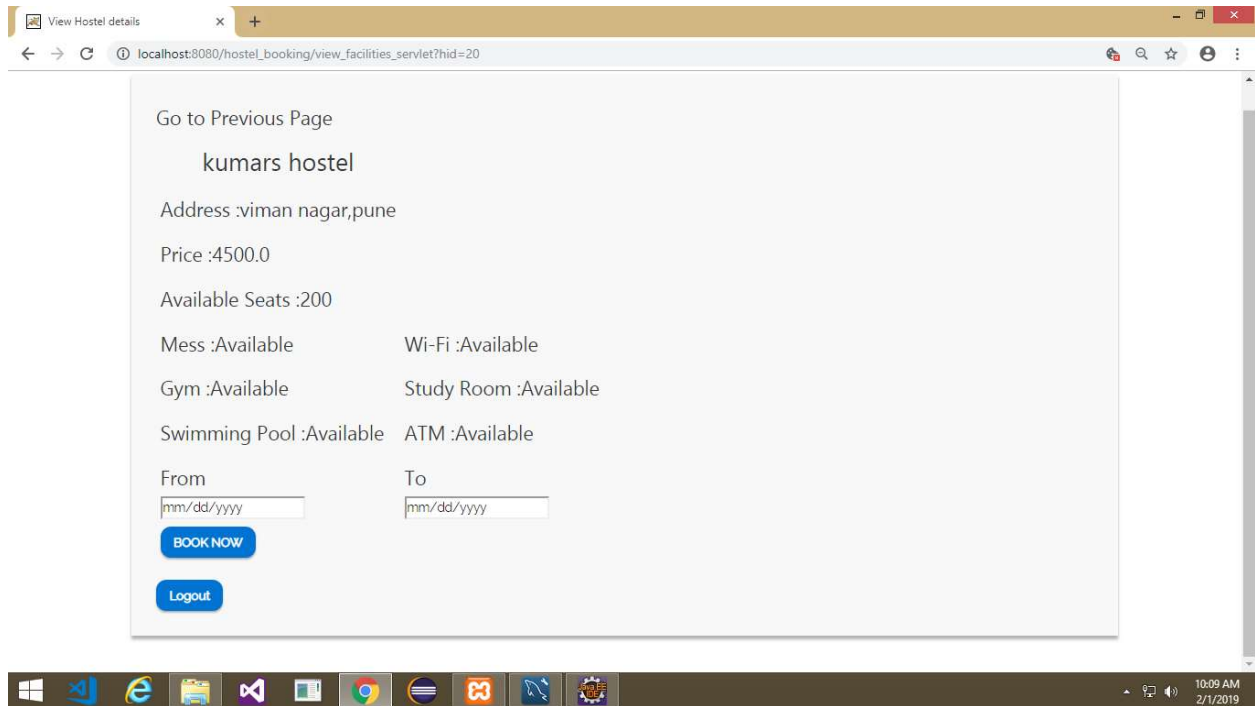 View Hostel details
localhost:8080/hostel_booking/view_facilities_servlet?hid=20
Go to Previous Page
kumars hostel
Address :viman nagar,pune
Price :4500.0
Available Seats :200
Mess :Available Wi-Fi :Available
Gym :Available Study Room :Available
Swimming Pool :Available ATM :Available
From To
mm/dd/yyyy mm/dd/yyyy
BOOK NOW
Logout
Java EE
IDE
10:09 AM
2/1/2019